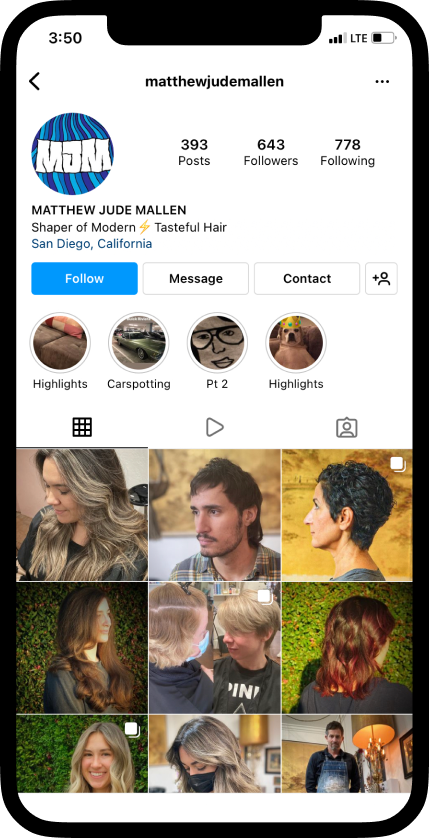 3:50 LTE
matthewjudemallen
MJM
393 643 778
Posts Followers Following
MATTHEW JUDE MALLEN
Shaper of Modern⚡Tasteful Hair
San Diego, California
Follow Message Contact
Highlights Carspotting Pt 2 Highlights
PINK